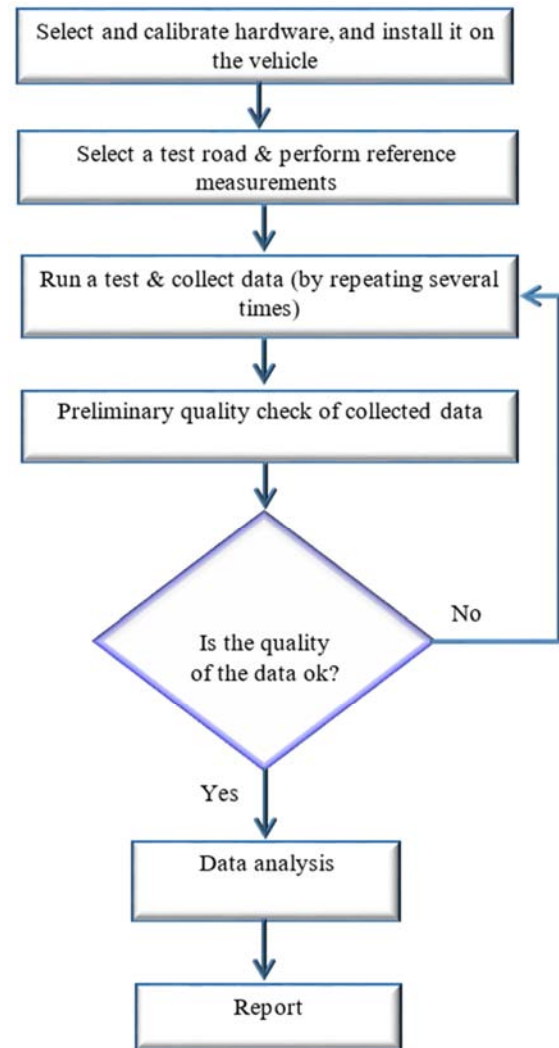 Select and calibrate hardware, and install it on
the vehicle
Select a test road & perform reference
measurements
Run a test & collect data (by repeating several
times)
Preliminary quality check of collected data
No
Is the quality
of the data ok?
Yes
Data analysis
Report